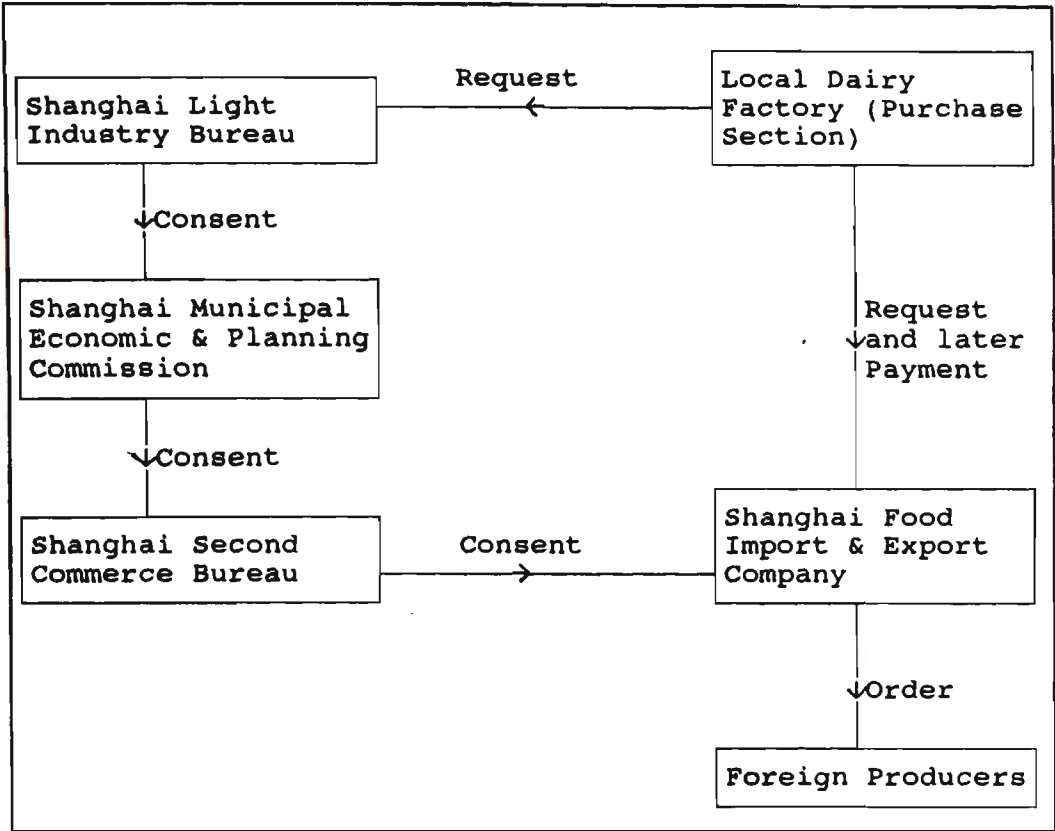 Request
Shanghai Light
Industry Bureau
Local Dairy
Factory (Purchase
Section)
Consent
Shanghai Municipal
Economic & Planning
Commission
Request
and later
Payment
Consent
Shanghai Second
Commerce Bureau
Consent
Shanghai Food
Import & Export
Company
Order
Foreign Producers